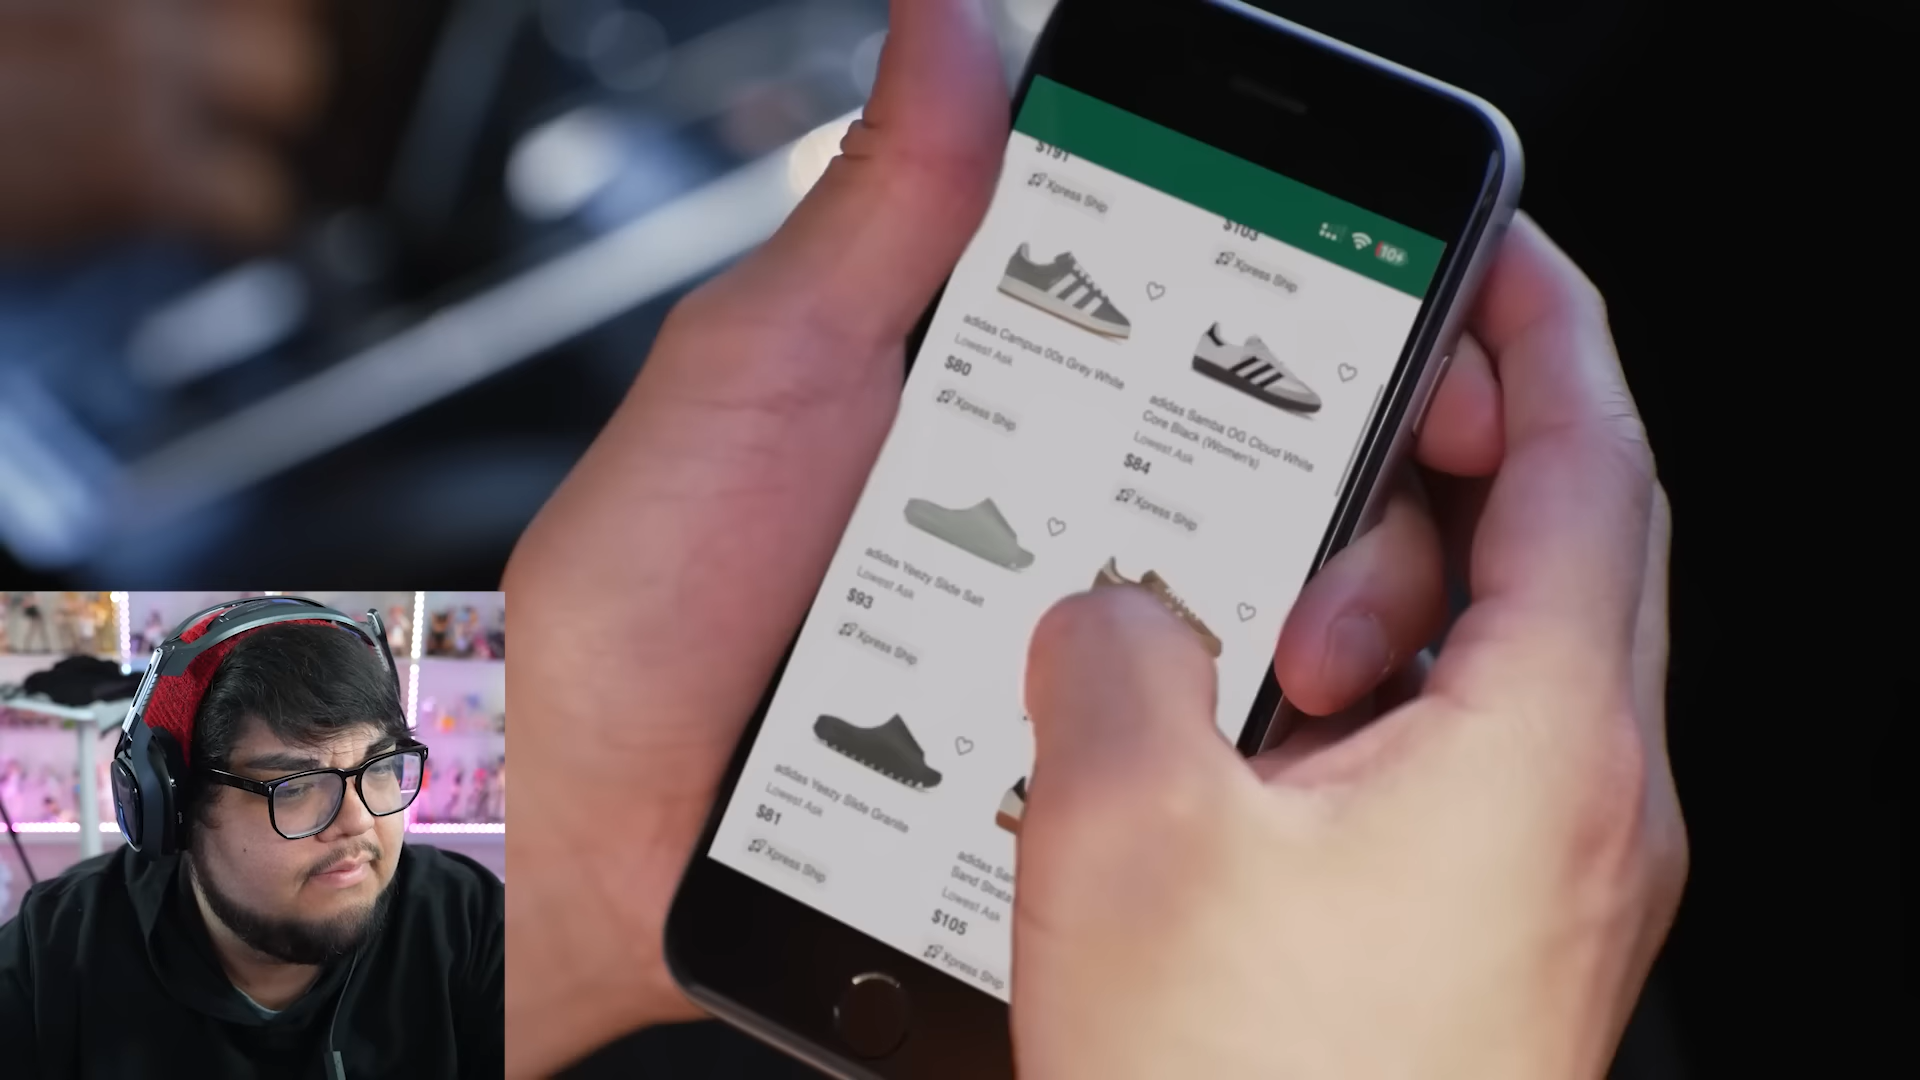 $191
Xpress Ship
$103
Xpress Ship
10
adidas Campus 00s Grey White
Lowest Ask
$80
Xpress Ship
adidas Samba OG Cloud White
Core Black (Women's)
Lowest Ask
$84
Xpress Ship
adidas Yeezy Slide Salt
Lowest Ask
$93
Xpress Ship
adidas Yeezy Slide Granite
Lowest Ask
$81
Xpress Ship
adidas
Sand Strata
Lowest Ask
$105
Xpress Ship